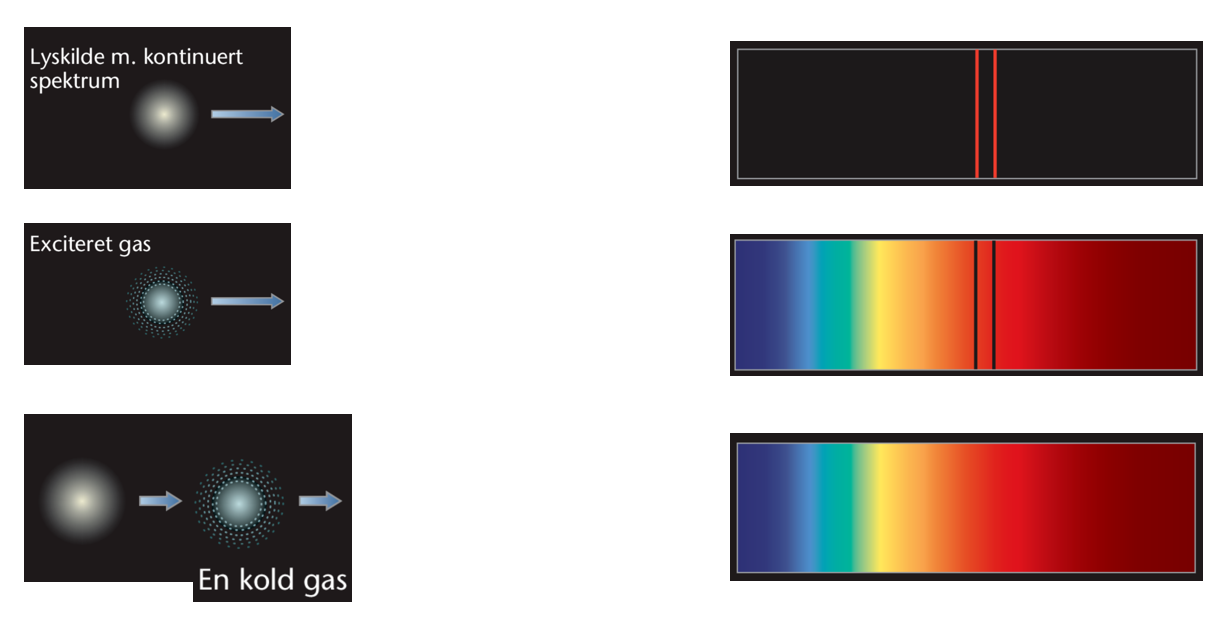 Lyskilde m. kontinuert
spektrum
Exciteret gas
En kold gas